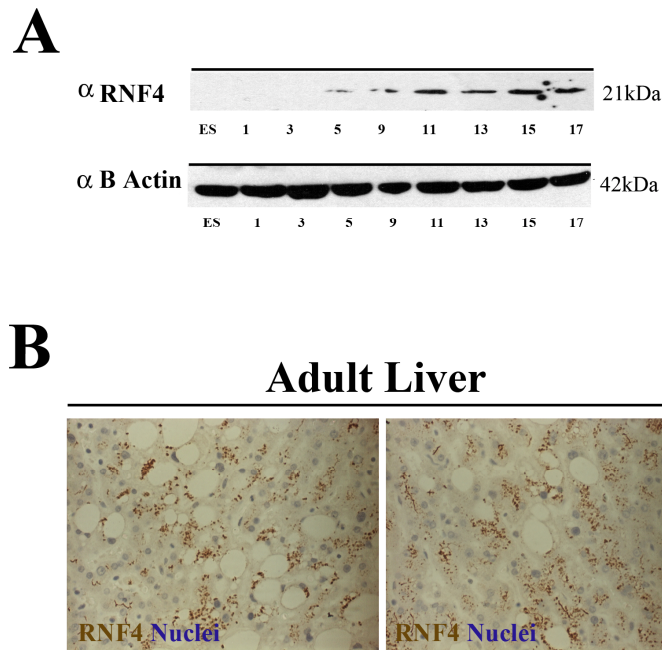 A
α RNF4
21kDa
ES 1 3 5 9 11 13 15 17
α B Actin
42kDa
ES 1 3 5 9 11 13 15 17
B
Adult Liver
RNF4 Nuclei
RNF4 Nuclei